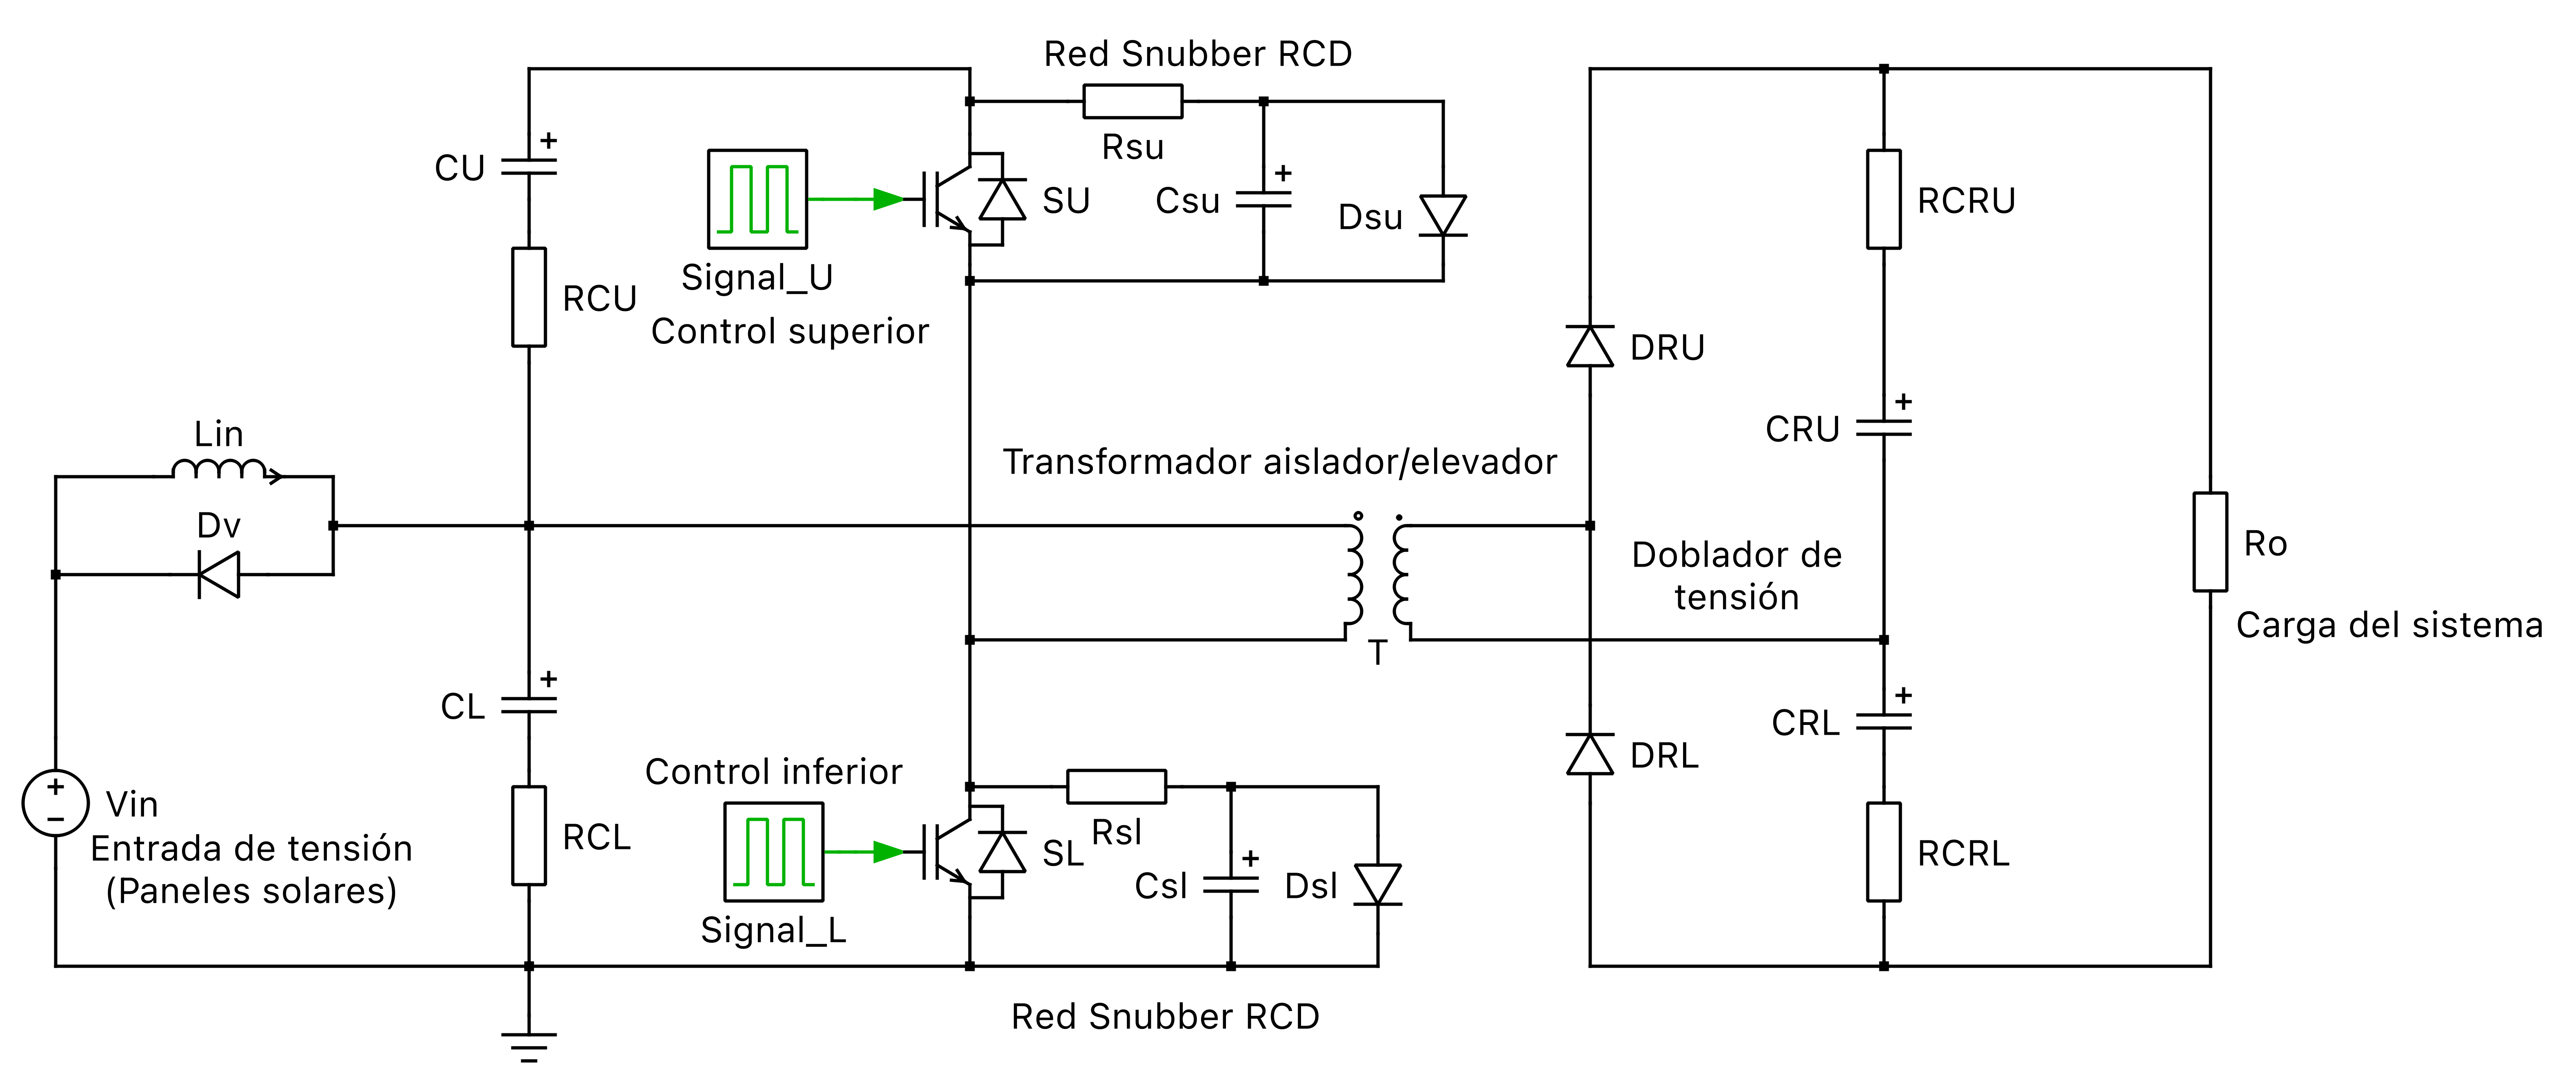 Red Snubber RCD
Rsu
CU
+
SU
Csu
+
Dsu
RCRU
Signal_U
Control superior
RCU
DRU
CRU
+
Lin
Dv
Transformador aislador/elevador
Doblador de
tensión
Ro
Carga del sistema
T
CL
+
CRL
+
Control inferior
DRL
Vin
+
−
Entrada de tensión
(Paneles solares)
RCL
Rsl
SL
Csl
+
Dsl
RCRL
Signal_L
Red Snubber RCD